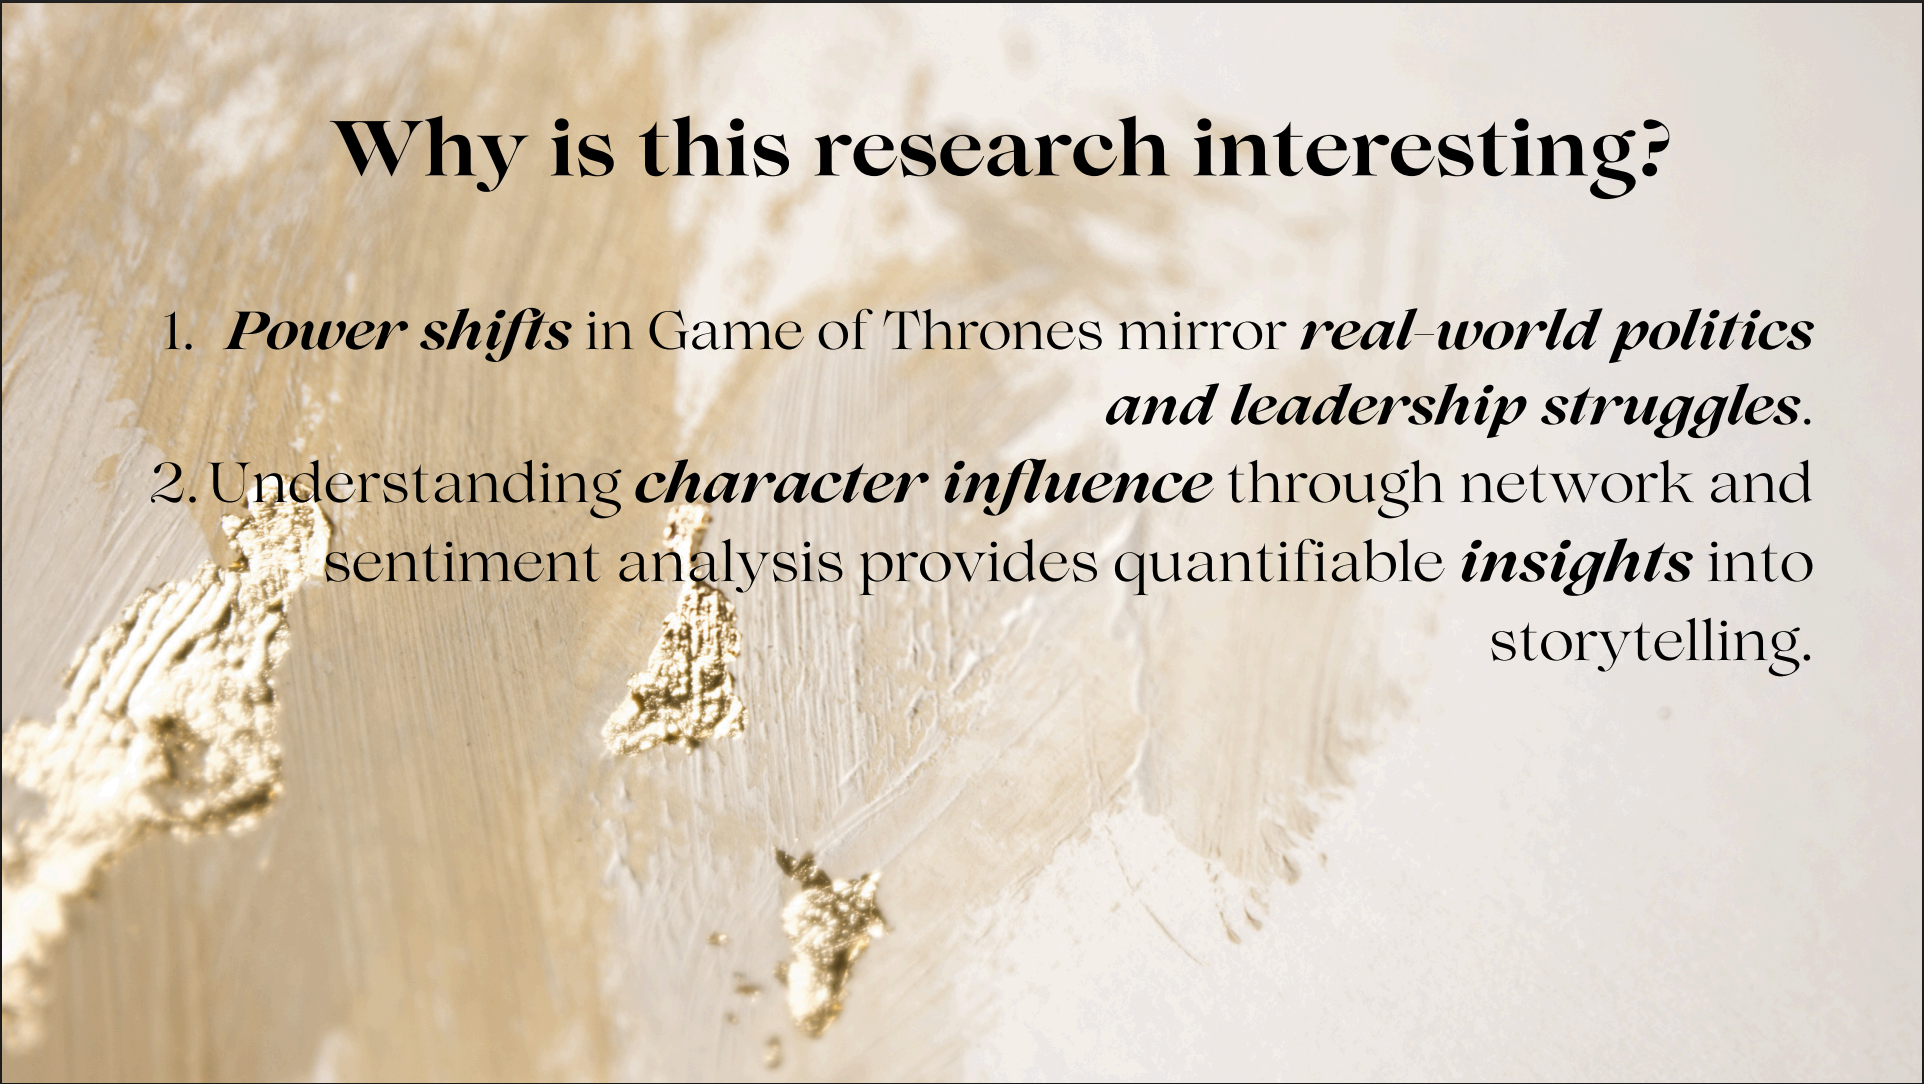 Why is this research interesting?
1. Power shifts in Game of Thrones mirror real-world politics
and leadership struggles.
2. Understanding character influence through network and
sentiment analysis provides quantifiable insights into
storytelling.